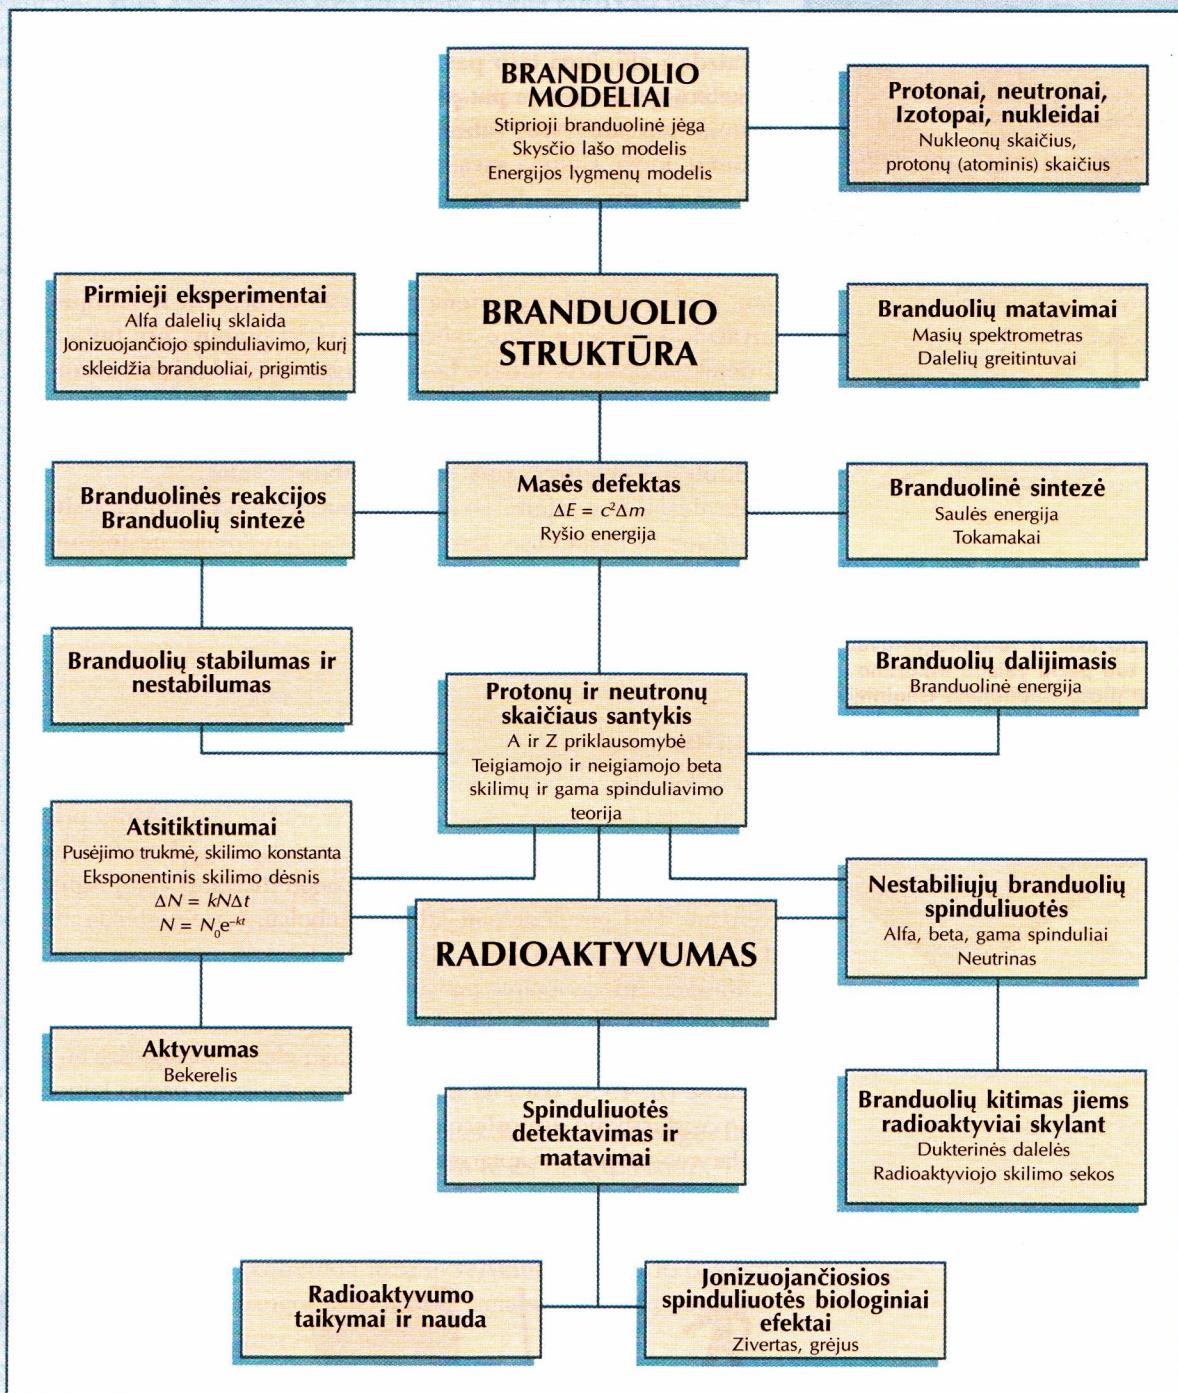 BRANDUOLIO
MODELIAI
Stiprioji branduolinė jėga
Skysčio lašo modelis
Energijos lygmenų modelis
Protonai, neutronai,
Izotopai, nukleidai
Nukleonų skaičius,
protonų (atominis) skaičius
Pirmieji eksperimentai
Alfa dalelių sklaida
Jonizuojančiojo spinduliavimo, kurį
skleidžia branduoliai, prigimtis
BRANDUOLIO
STRUKTŪRA
Branduolių matavimai
Masių spektrometras
Dalelių greitintuvai
Branduolinės reakcijos
Branduolių sintezė
Masės defektas
ΔE = c²Δm
Ryšio energija
Branduolinė sintezė
Saulės energija
Tokamakai
Branduolių stabilumas ir
nestabilumas
Protonų ir neutronų
skaičiaus santykis
A ir Z priklausomybė
Teigiamojo ir neigiamojo beta
skilimų ir gama spinduliavimo
teorija
Branduolių dalijimasis
Branduolinė energija
Atsitiktinumai
Pusėjimo trukmė, skilimo konstanta
Eksponentinis skilimo dėsnis
ΔN = kNΔt
N = N₀e⁻ᵏᵗ
RADIOAKTYVUMAS
Nestabiliųjų branduolių
spinduliuotės
Alfa, beta, gama spinduliai
Neutrinas
Aktyvumas
Bekerelis
Spinduliuotės
detektavimas ir
matavimai
Branduolių kitimas jiems
radioaktyviai skylant
Dukterinės dalelės
Radioaktyviojo skilimo sekos
Radioaktyvumo
taikymai ir nauda
Jonizuojančiosios
spinduliuotės biologiniai
efektai
Zivertas, grėjus